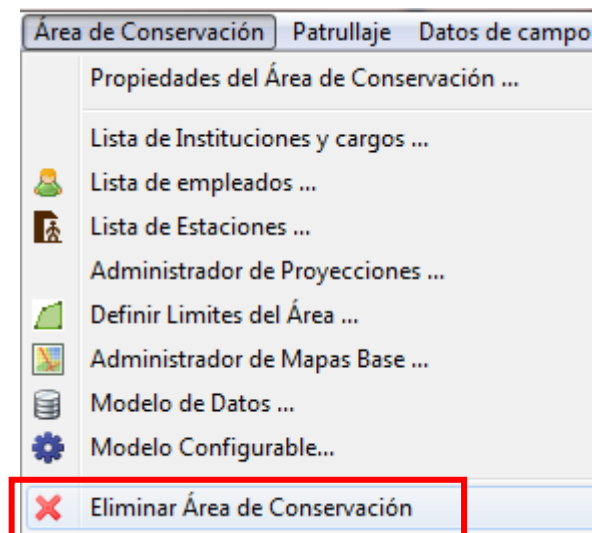 Área de Conservación Patrullaje Datos de campo
Propiedades del Área de Conservación ...
Lista de Instituciones y cargos ...
Lista de empleados ...
Lista de Estaciones ...
Administrador de Proyecciones ...
Definir Limites del Área ...
Administrador de Mapas Base ...
Modelo de Datos ...
Modelo Configurable...
Eliminar Área de Conservación